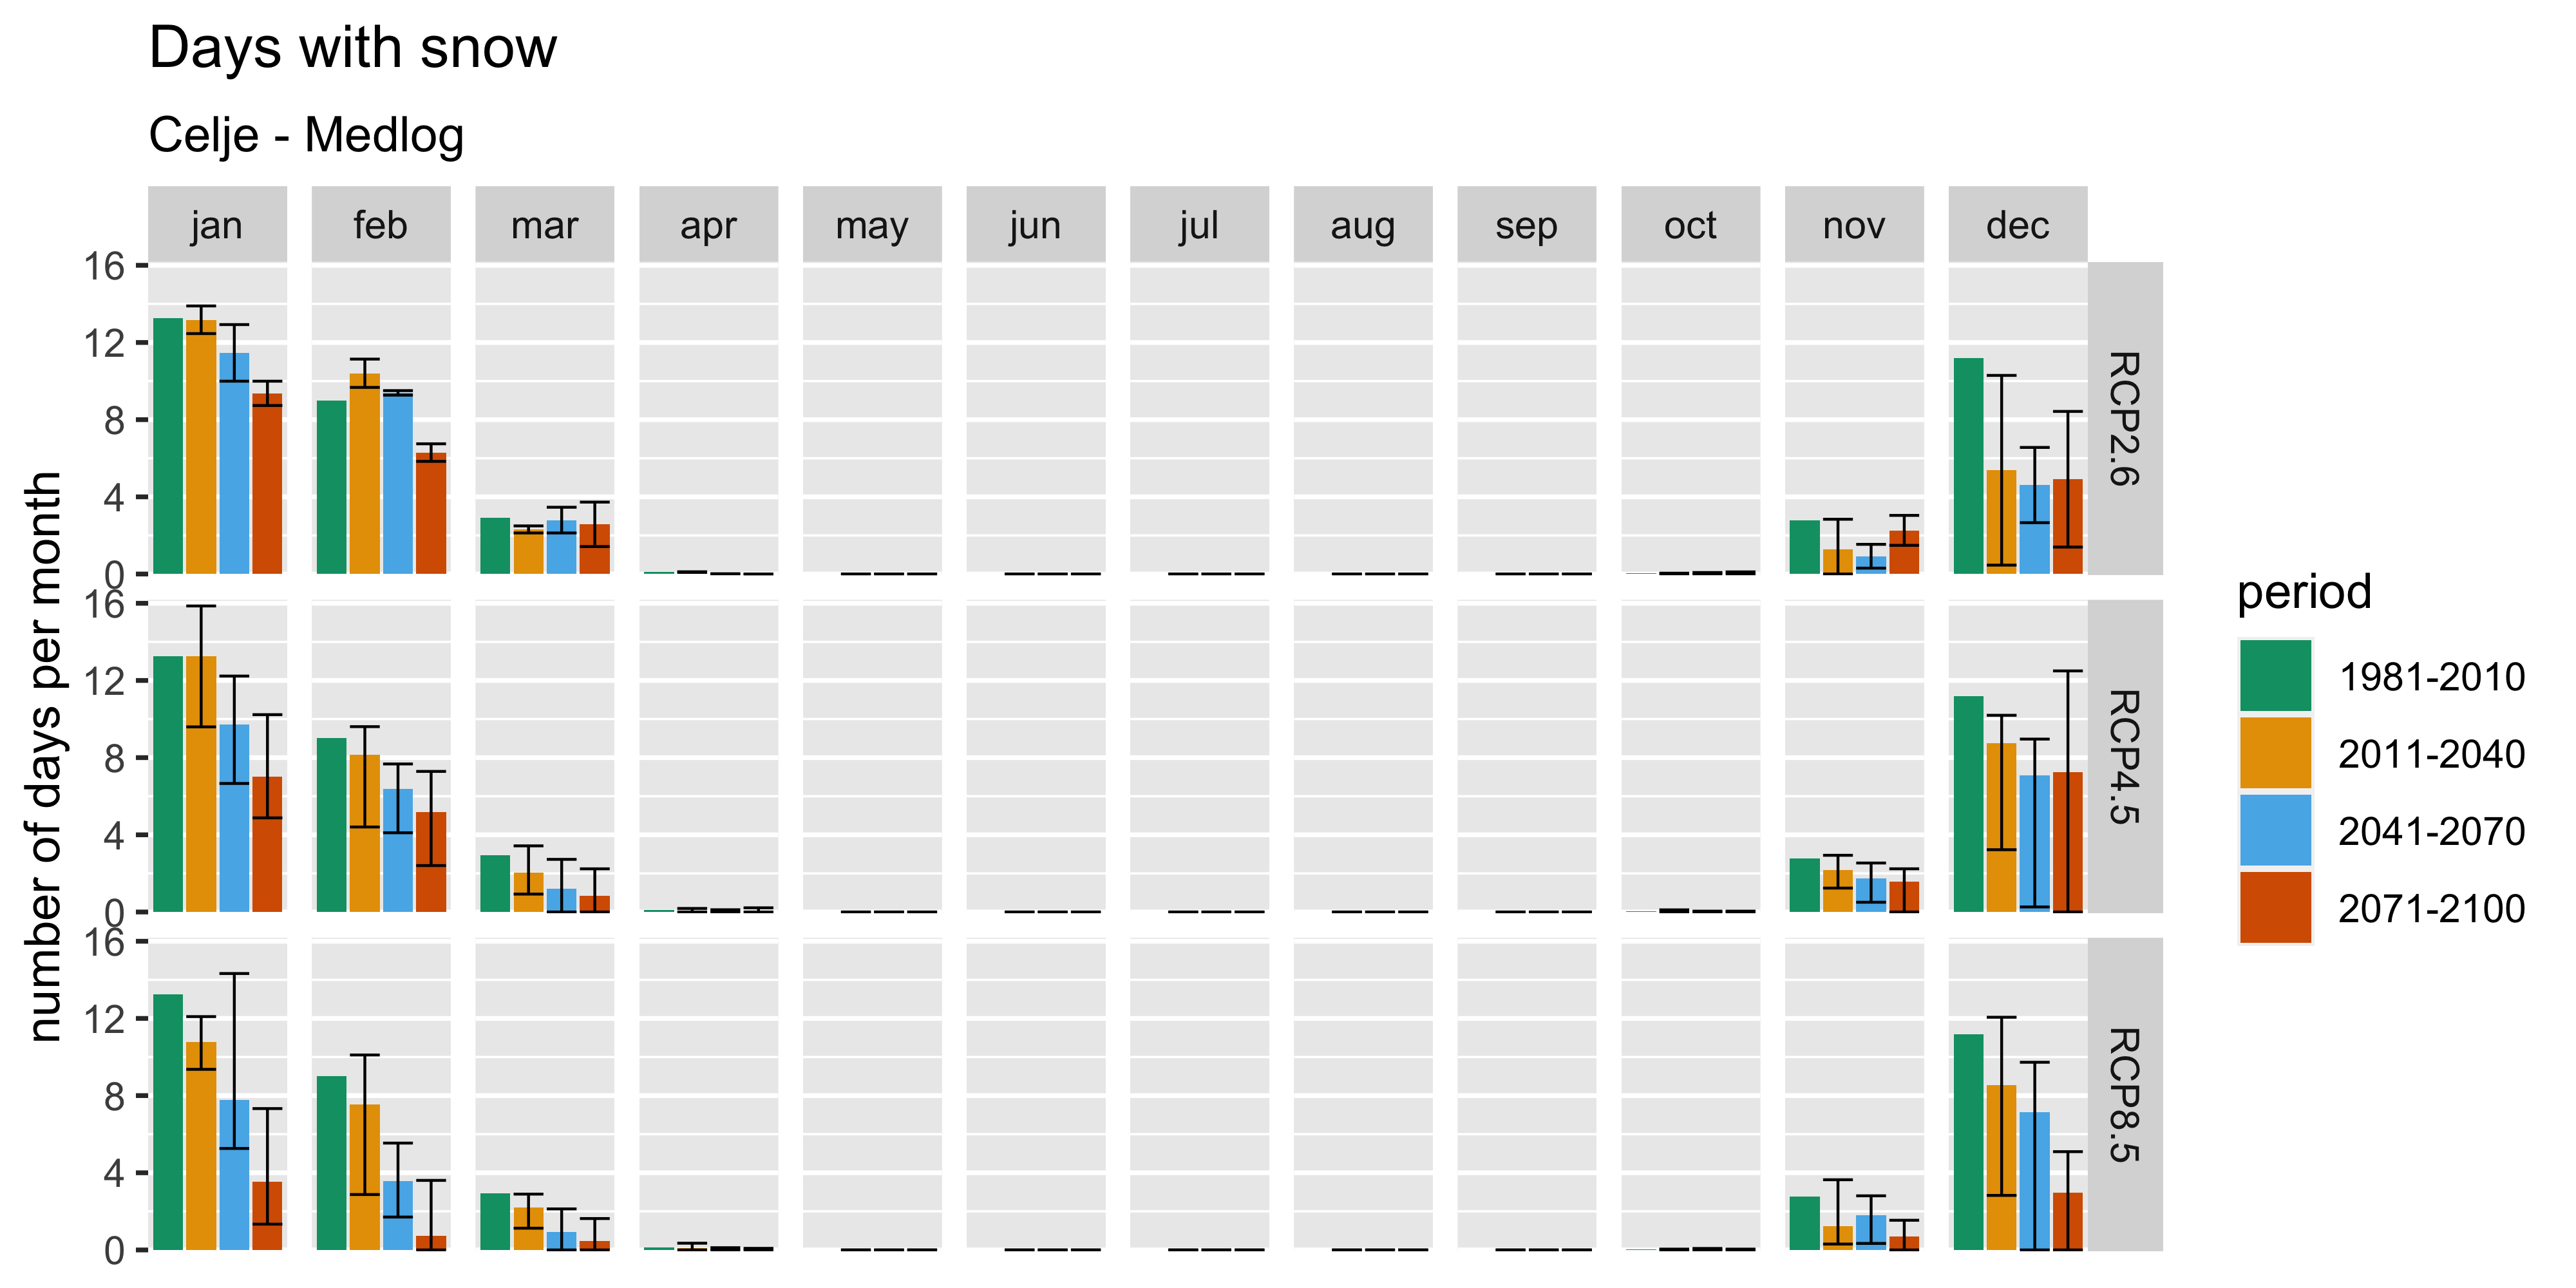 Days with snow
Celje - Medlog
jan feb mar apr may jun jul aug sep oct nov dec
16
12
8
4
0
RCP2.6
16
12
8
4
0
RCP4.5
16
12
8
4
0
RCP8.5
number of days per month
period
1981-2010
2011-2040
2041-2070
2071-2100